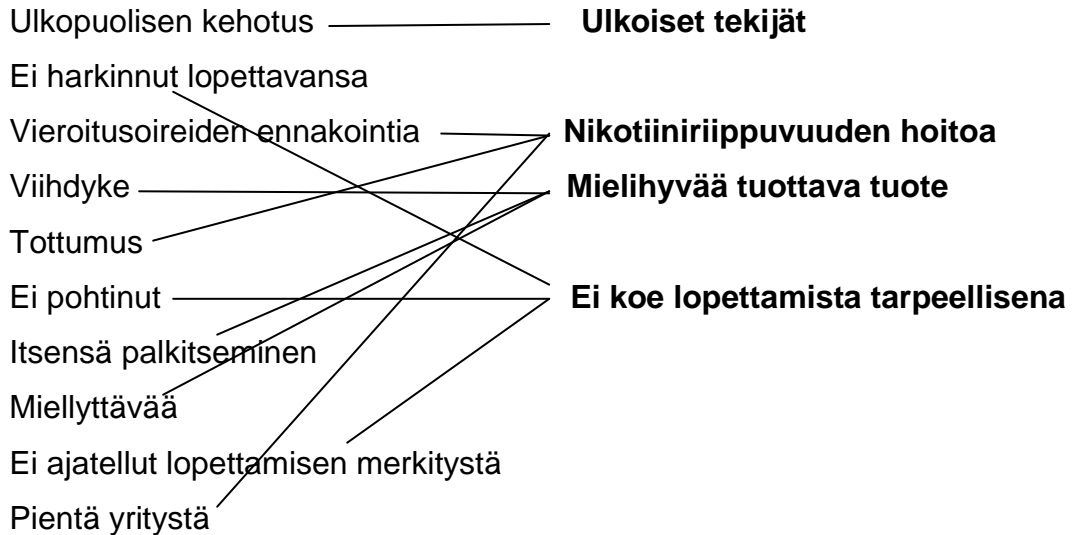 Ulkopuolisen kehotus Ulkoiset tekijät
Ei harkinnut lopettavansa
Vieroitusoireiden ennakointia Nikotiiniriippuvuuden hoitoa
Viihdyke Mielihyvää tuottava tuote
Tottumus
Ei pohtinut Ei koe lopettamista tarpeellisena
Itsensä palkitseminen
Miellyttävää
Ei ajatellut lopettamisen merkitystä
Pientä yritystä